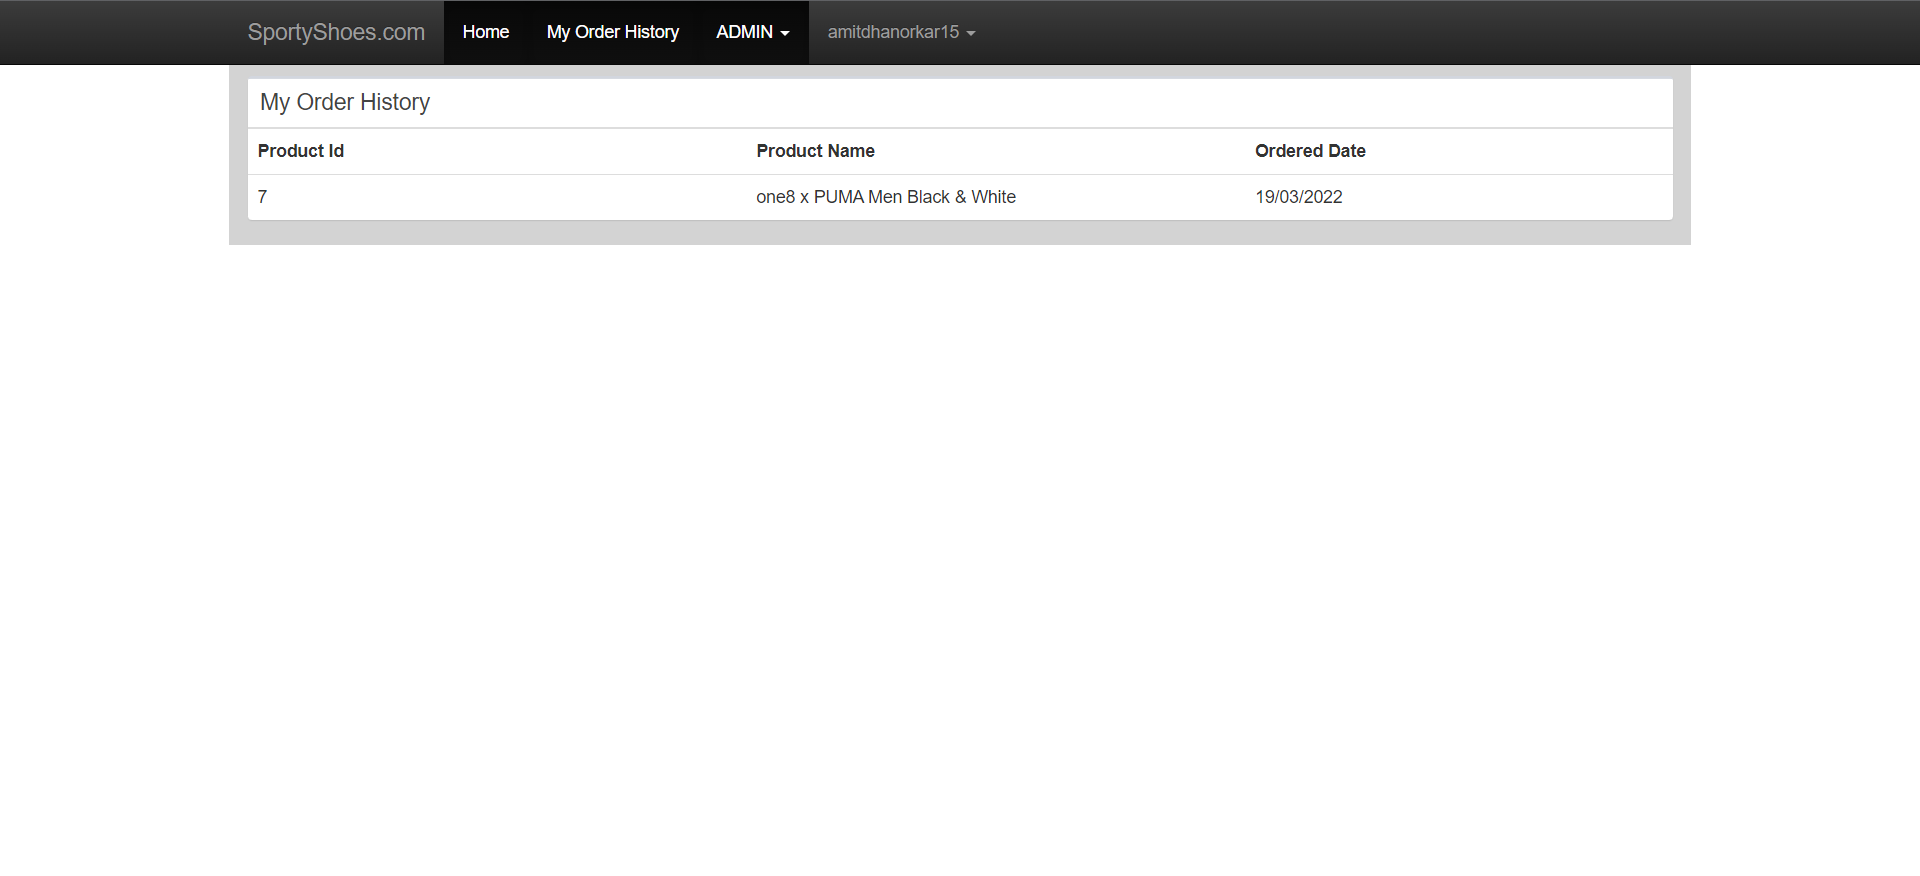 SportyShoes.com Home My Order History ADMIN amitdhanorkar15
My Order History
Product Id Product Name Ordered Date
7 one8 x PUMA Men Black & White 19/03/2022